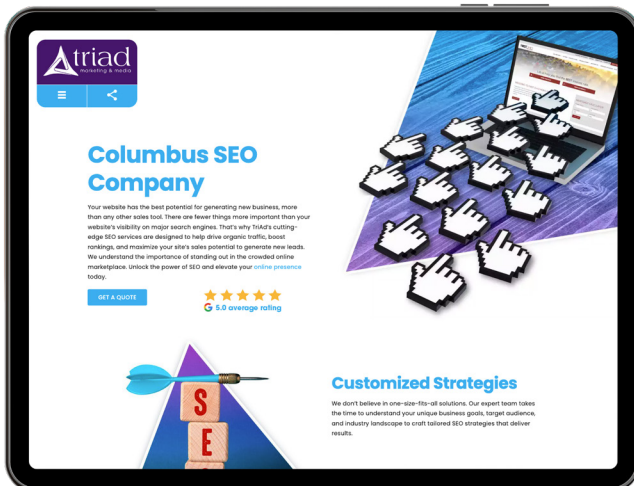 triad
marketing & media
Columbus SEO
Company
Your website has the best potential for generating new business, more
than any other sales tool. There are fewer things more important than your
website's visibility on major search engines. That's why TriAd's cutting-
edge SEO services are designed to help drive organic traffic, boost
rankings, and maximize your site's sales potential to generate new leads.
We understand the importance of standing out in the crowded online
marketplace. Unlock the power of SEO and elevate your online presence
today.
GET A QUOTE
5.0 average rating
S
E
Customized Strategies
We don't believe in one-size-fits-all solutions. Our expert team takes
the time to understand your unique business goals, target audience,
and industry landscape to craft tailored SEO strategies that deliver
results.